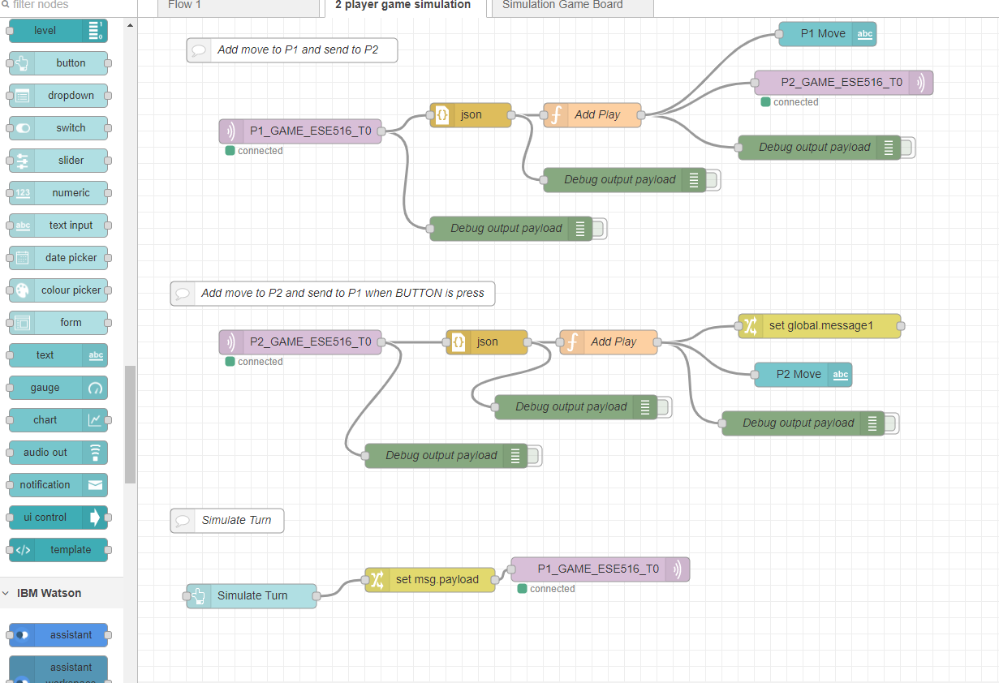 filter nodes
level
button
dropdown
switch
slider
123 numeric
abc text input
date picker
colour picker
form
text abc
gauge
chart
audio out
notification
ui control
template
IBM Watson
assistant
assistant
workspace
Flow 1
2 player game simulation
Simulation Game Board
Add move to P1 and send to P2
P1 Move abc
P2_GAME_ESE516_T0
connected
json
Add Play
P1_GAME_ESE516_T0
connected
Debug output payload
Debug output payload
Debug output payload
Add move to P2 and send to P1 when BUTTON is press
set global.message1
P2_GAME_ESE516_T0
connected
json
Add Play
P2 Move abc
Debug output payload
Debug output payload
Debug output payload
Simulate Turn
P1_GAME_ESE516_T0
connected
set msg.payload
Simulate Turn